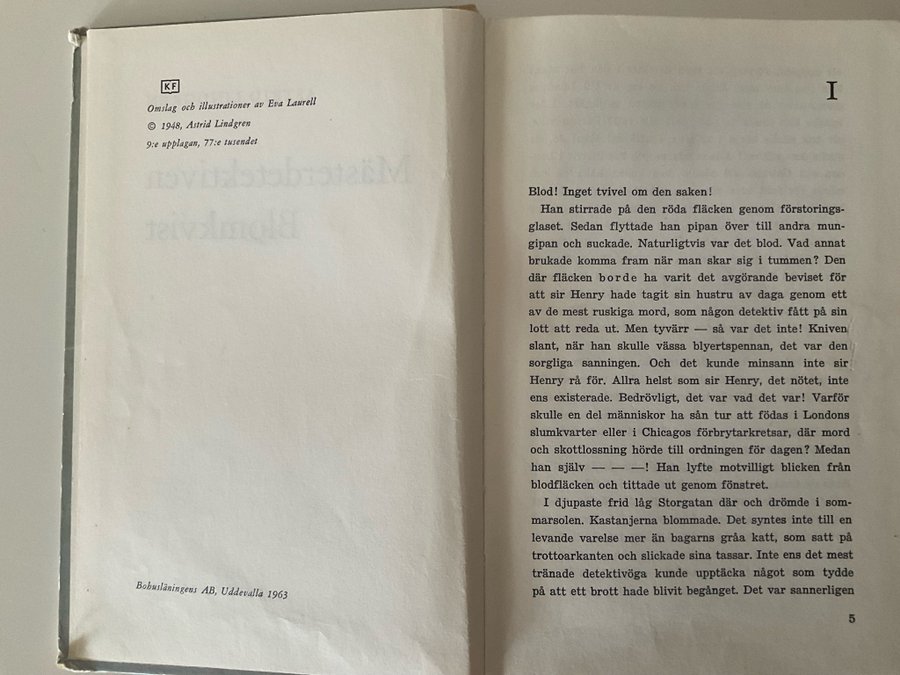 KF
Omslag och illustrationer av Eva Laurell
© 1948, Astrid Lindgren
9:e upplagan, 77:e tusendet
Mästerdetektiven
Blomkvist
Bohusläningens AB, Uddevalla 1963
I
Blod! Inget tvivel om den saken!
Han stirrade på den röda fläcken genom förstorings-
glaset. Sedan flyttade han pipan över till andra mun-
gipan och suckade. Naturligtvis var det blod. Vad annat
brukade komma fram när man skar sig i tummen? Den
där fläcken borde ha varit det avgörande beviset för
att sir Henry hade tagit sin hustru av daga genom ett
av de mest ruskiga mord, som någon detektiv fått på sin
lott att reda ut. Men tyvärr — så var det inte! Kniven
slant, när han skulle vässa blyertspennan, det var den
sorgliga sanningen. Och det kunde minsann inte sir
Henry rå för. Allra helst som sir Henry, det nötet, inte
ens existerade. Bedrövligt, det var vad det var! Varför
skulle en del människor ha sån tur att födas i Londons
slumkvarter eller i Chicagos förbrytarkretsar, där mord
och skottlossning hörde till ordningen för dagen? Medan
han själv — — —! Han lyfte motvilligt blicken från
blodfläcken och tittade ut genom fönstret.
I djupaste frid låg Storgatan där och drömde i som-
marsolen. Kastanjerna blommade. Det syntes inte till en
levande varelse mer än bagarns gråa katt, som satt på
trottoarkanten och slickade sina tassar. Inte ens det mest
tränade detektivöga kunde upptäcka något som tydde
på att ett brott hade blivit begånget. Det var sannerligen
5